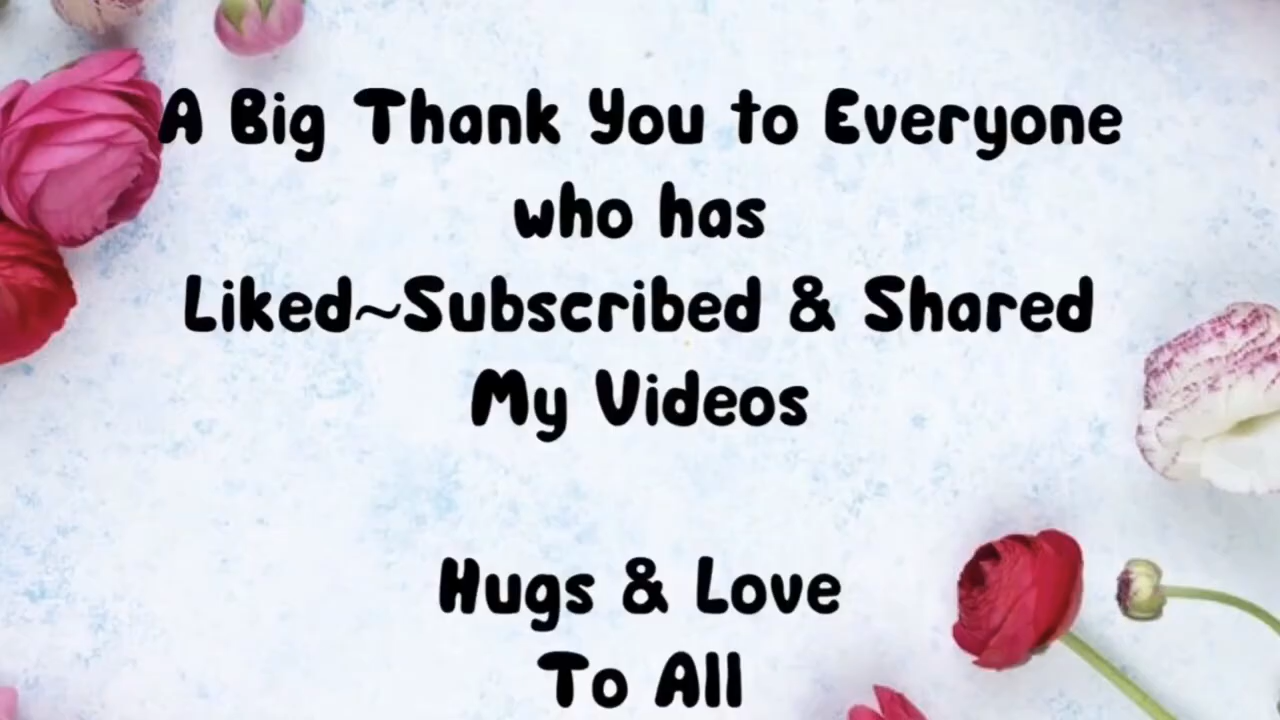 A Big Thank You to Everyone
who has
Liked~Subscribed & Shared
My Videos
Hugs & Love
To All